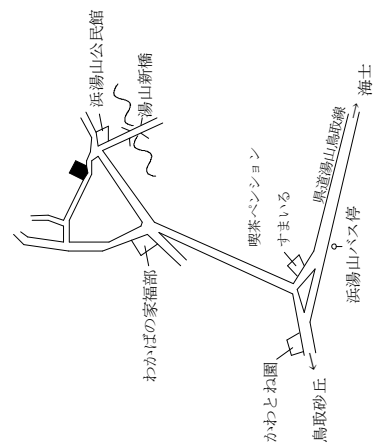 浜湯山公民館
湯山新橋
わかばの家福部
喫茶ペンション
すまいる
県道湯山鳥取線
海士
浜湯山バス停
かわとね園
鳥取砂丘